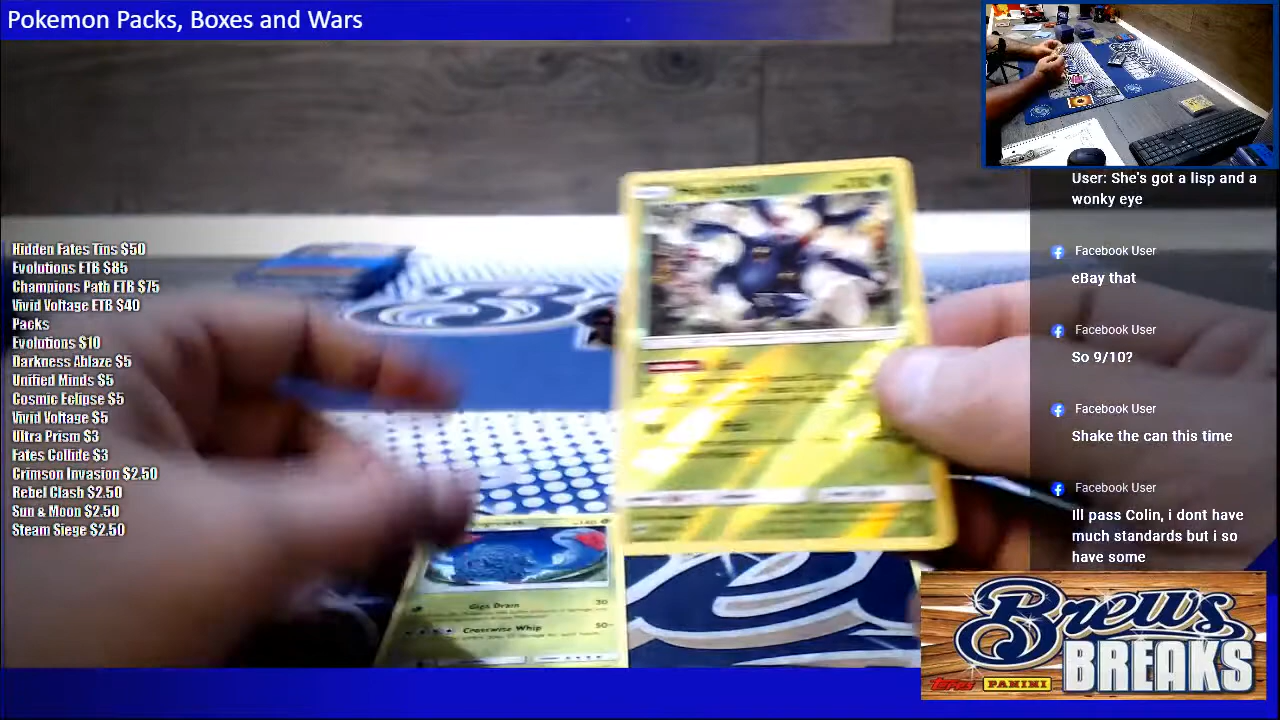 Pokemon Packs, Boxes and Wars
Hidden Fates Tins $50
Evolutions ETB $85
Champions Path ETB $75
Vivid Voltage ETB $40
Packs
Evolutions $10
Darkness Ablaze $5
Unified Minds $5
Cosmic Eclipse $5
Vivid Voltage $5
Ultra Prism $3
Fates Collide $3
Crimson Invasion $2.50
Rebel Clash $2.50
Sun & Moon $2.50
Steam Siege $2.50
User: She's got a lisp and a
wonky eye
Facebook User
eBay that
Facebook User
So 9/10?
Facebook User
Shake the can this time
Facebook User
Ill pass Colin, i dont have
much standards but i so
have some
Giga Drain 30
Crosswise Whip 50
Brews
BREAKS
Topps PANINI